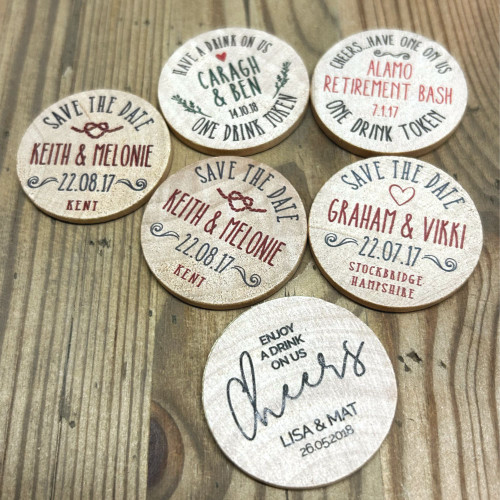 HAVE A DRINK ON US
CARAGH
& BEN
14.10.18
ONE DRINK TOKEN
CHEERS...HAVE ONE ON US
ALAMO
RETIREMENT BASH
7.1.17
ONE DRINK TOKEN
SAVE THE DATE
KEITH & MELONIE
22.08.17
KENT
SAVE THE DATE
KEITH & MELONIE
22.08.17
KENT
SAVE THE DATE
GRAHAM & VIKKI
22.07.17
STOCKBRIDGE
HAMPSHIRE
ENJOY
A DRINK
ON US
Cheers
LISA & MAT
26.05.2018